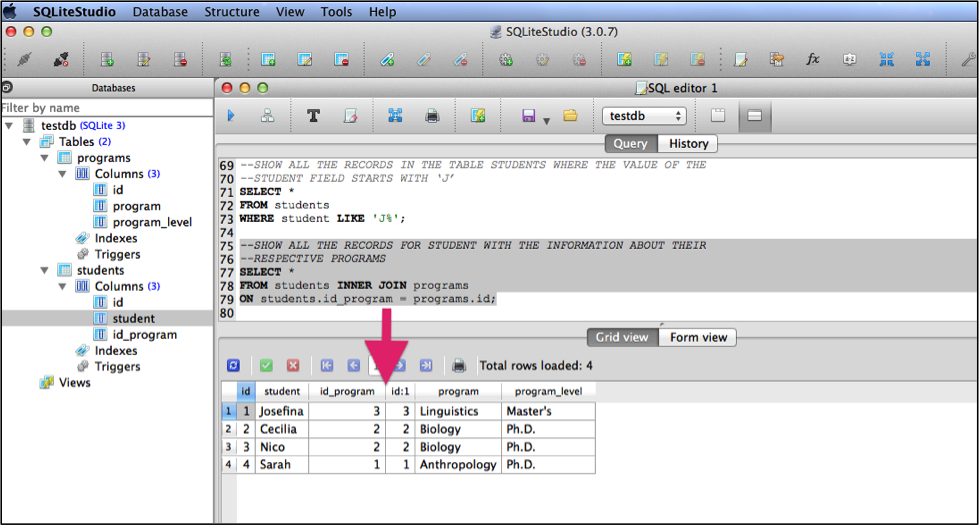 SQLiteStudio Database Structure View Tools Help
SQLiteStudio (3.0.7)
Databases
SQL editor 1
Filter by name
testdb (SQLite 3)
Tables (2)
programs
Columns (3)
id
program
program_level
Indexes
Triggers
students
Columns (3)
id
student
id_program
Indexes
Triggers
Views
testdb
Query History
69 --SHOW ALL THE RECORDS IN THE TABLE STUDENTS WHERE THE VALUE OF THE
70 --STUDENT FIELD STARTS WITH ‘J’
71 SELECT *
72 FROM students
73 WHERE student LIKE 'J%';
74
75 --SHOW ALL THE RECORDS FOR STUDENT WITH THE INFORMATION ABOUT THEIR
76 --RESPECTIVE PROGRAMS
77 SELECT *
78 FROM students INNER JOIN programs
79 ON students.id_program = programs.id;
80
Grid view Form view
Total rows loaded: 4
id student id_program id:1 program program_level
1 1 Josefina 3 3 Linguistics Master's
2 2 Cecilia 2 2 Biology Ph.D.
3 3 Nico 2 2 Biology Ph.D.
4 4 Sarah 1 1 Anthropology Ph.D.